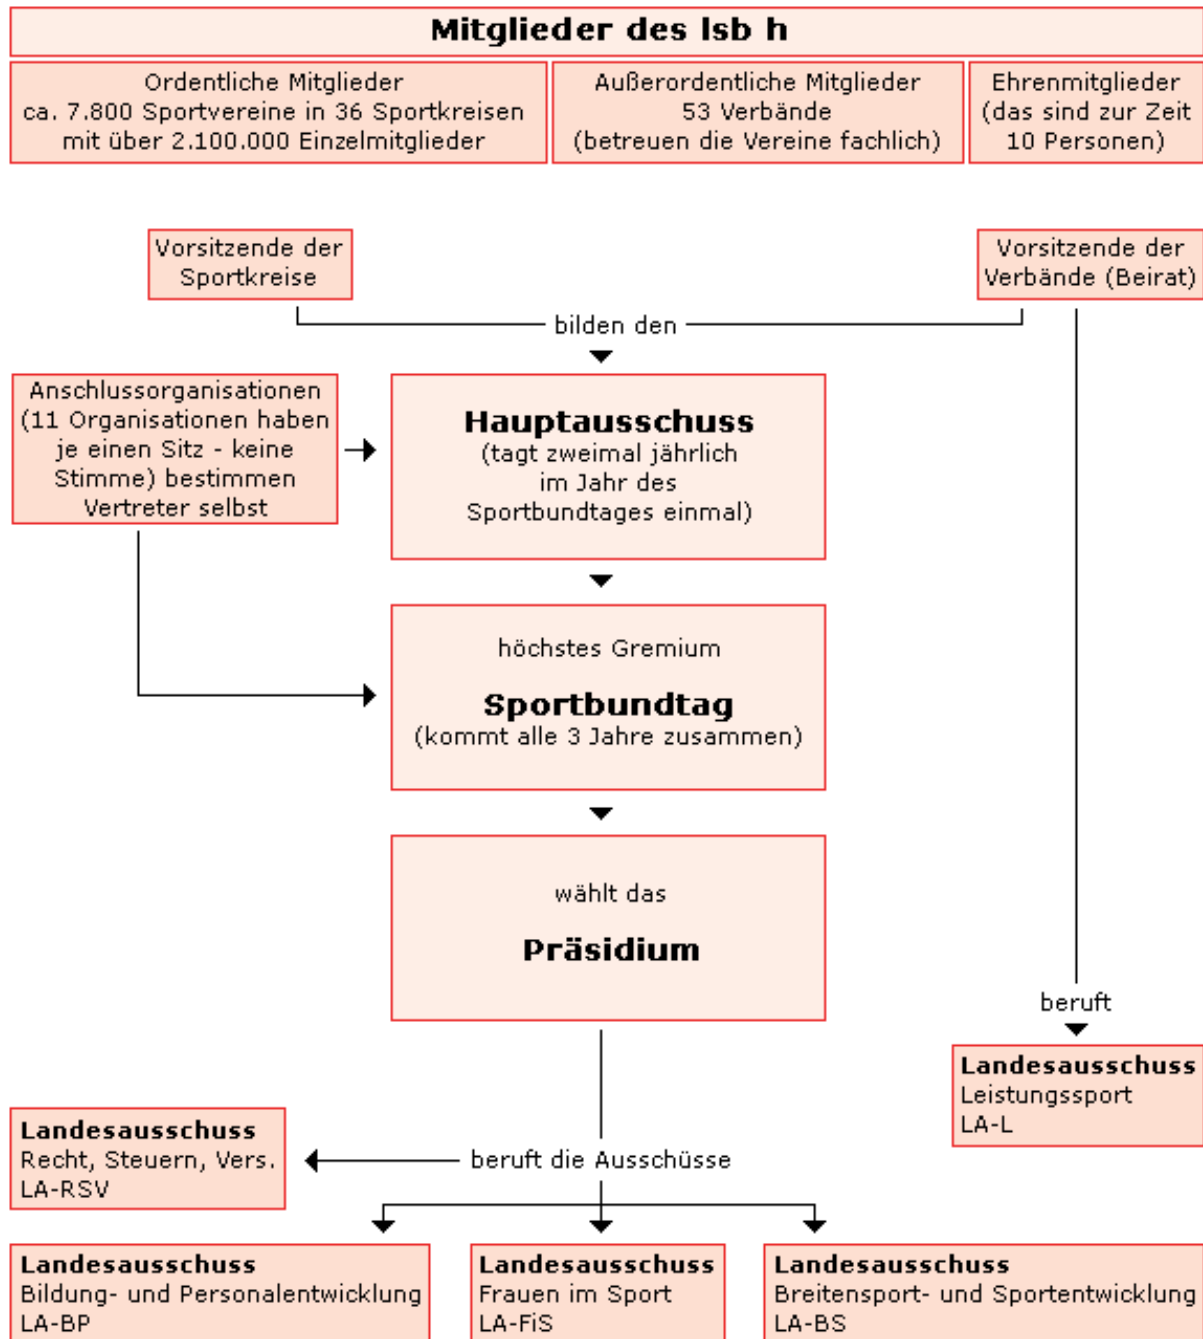 Mitglieder des lsb h
Ordentliche Mitglieder
ca. 7.800 Sportvereine in 36 Sportkreisen
mit über 2.100.000 Einzelmitglieder
Außerordentliche Mitglieder
53 Verbände
(betreuen die Vereine fachlich)
Ehrenmitglieder
(das sind zur Zeit
10 Personen)
Vorsitzende der
Sportkreise
Vorsitzende der
Verbände (Beirat)
bilden den
Anschlussorganisationen
(11 Organisationen haben
je einen Sitz - keine
Stimme) bestimmen
Vertreter selbst
Hauptausschuss
(tagt zweimal jährlich
im Jahr des
Sportbundtages einmal)
höchstes Gremium
Sportbundtag
(kommt alle 3 Jahre zusammen)
wählt das
Präsidium
beruft
Landesausschuss
Leistungssport
LA-L
Landesausschuss
Recht, Steuern, Vers.
LA-RSV
beruft die Ausschüsse
Landesausschuss
Bildung- und Personalentwicklung
LA-BP
Landesausschuss
Frauen im Sport
LA-FiS
Landesausschuss
Breitensport- und Sportentwicklung
LA-BS